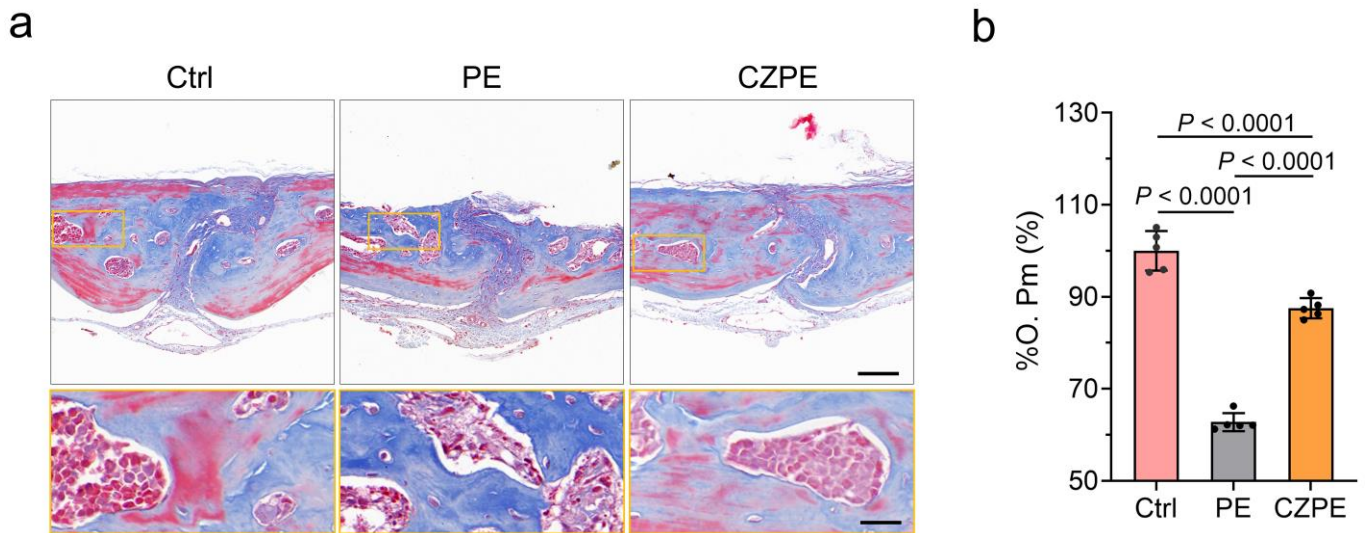 a
Ctrl PE CZPE
b
%O. Pm (%)
130
110
90
70
50
P < 0.0001
P < 0.0001
P < 0.0001
Ctrl PE CZPE